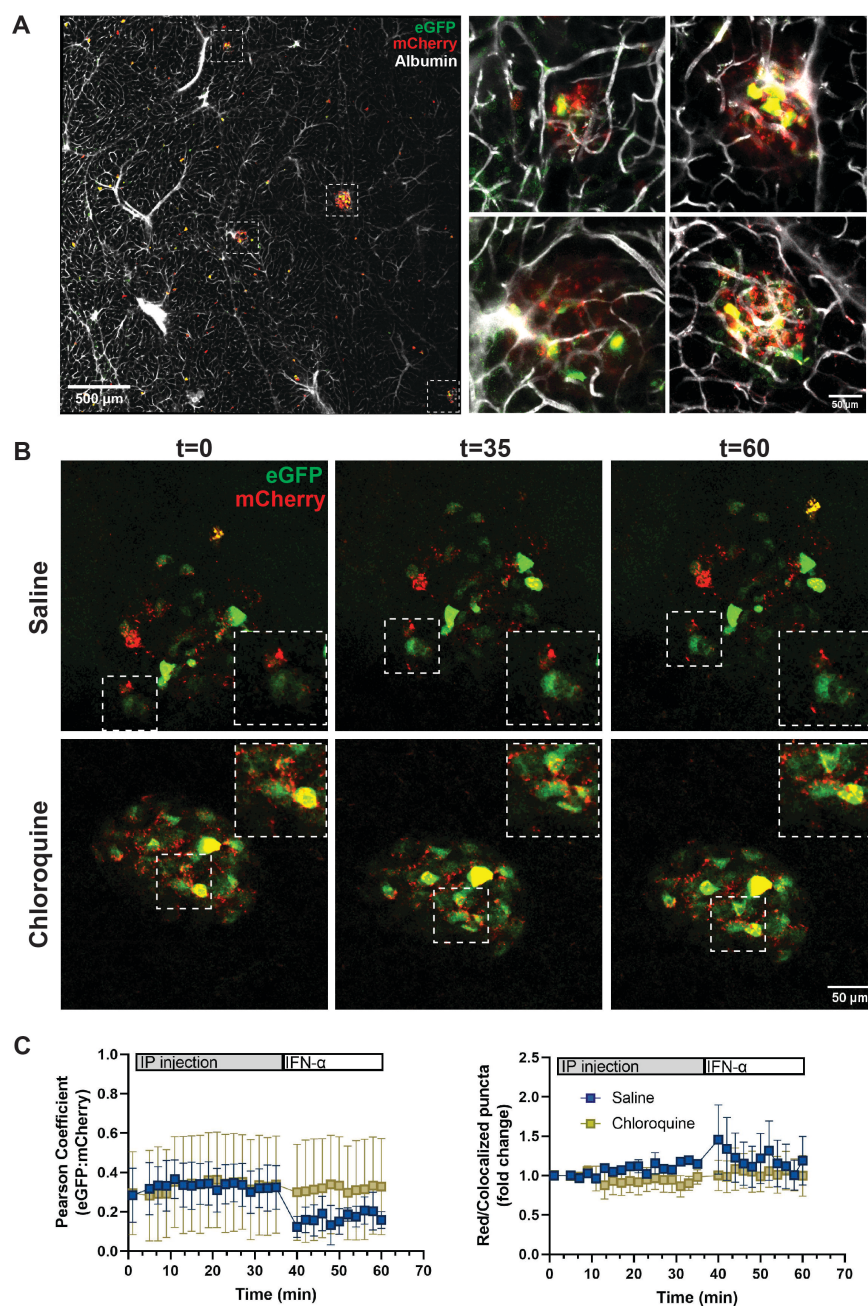 A
eGFP
mCherry
Albumin
500 µm
50 µm
B
t=0
t=35
t=60
eGFP
mCherry
Saline
Chloroquine
50 µm
C
IP injection
IFN-α
1.0
0.8
0.6
0.4
0.2
0.0
Pearson Coefficient
(eGFP:mCherry)
0 10 20 30 40 50 60 70
Time (min)
IP injection
IFN-α
Saline
Chloroquine
2.5
2.0
1.5
1.0
0.5
0.0
Red/Colocalized puncta
(fold change)
0 10 20 30 40 50 60 70
Time (min)